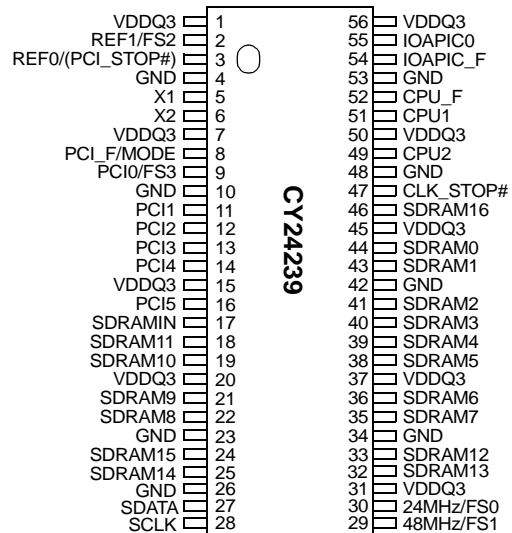 VDDQ3 1 56 VDDQ3
REF1/FS2 2 55 IOAPIC0
REF0/(PCI_STOP#) 3 54 IOAPIC_F
GND 4 53 GND
X1 5 52 CPU_F
X2 6 51 CPU1
VDDQ3 7 50 VDDQ3
PCI_F/MODE 8 49 CPU2
PCI0/FS3 9 48 GND
GND 10 47 CLK_STOP#
PCI1 11 46 SDRAM16
PCI2 12 45 VDDQ3
PCI3 13 44 SDRAM0
PCI4 14 43 SDRAM1
VDDQ3 15 42 GND
PCI5 16 41 SDRAM2
SDRAMIN 17 40 SDRAM3
SDRAM11 18 39 SDRAM4
SDRAM10 19 38 SDRAM5
VDDQ3 20 37 VDDQ3
SDRAM9 21 36 SDRAM6
SDRAM8 22 35 SDRAM7
GND 23 34 GND
SDRAM15 24 33 SDRAM12
SDRAM14 25 32 SDRAM13
GND 26 31 VDDQ3
SDATA 27 30 24MHz/FS0
SCLK 28 29 48MHz/FS1
CY24239